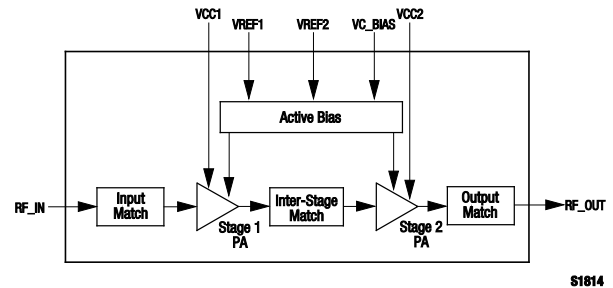 VCC1
VREF1
VREF2
VC_BIAS
VCC2
Active Bias
RF_IN
Input
Match
Stage 1
PA
Inter-Stage
Match
Stage 2
PA
Output
Match
RF_OUT
S1814